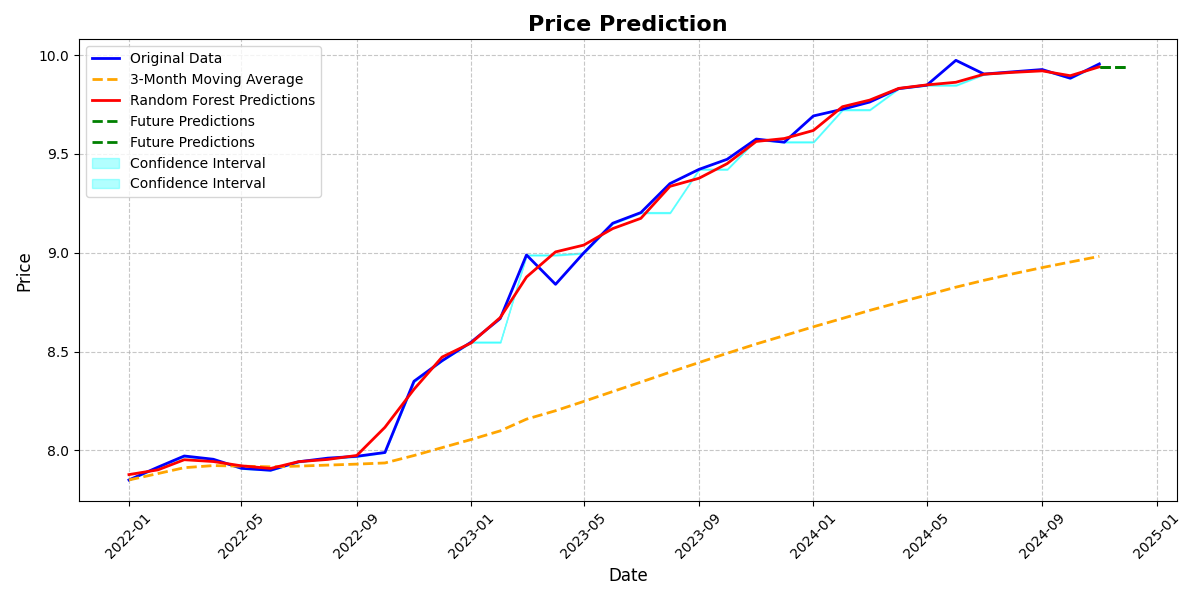 Price Prediction
Original Data
3-Month Moving Average
Random Forest Predictions
Future Predictions
Future Predictions
Confidence Interval
Confidence Interval
10.0
9.5
9.0
8.5
8.0
Price
2022-01
2022-05
2022-09
2023-01
2023-05
2023-09
2024-01
2024-05
2024-09
2025-01
Date